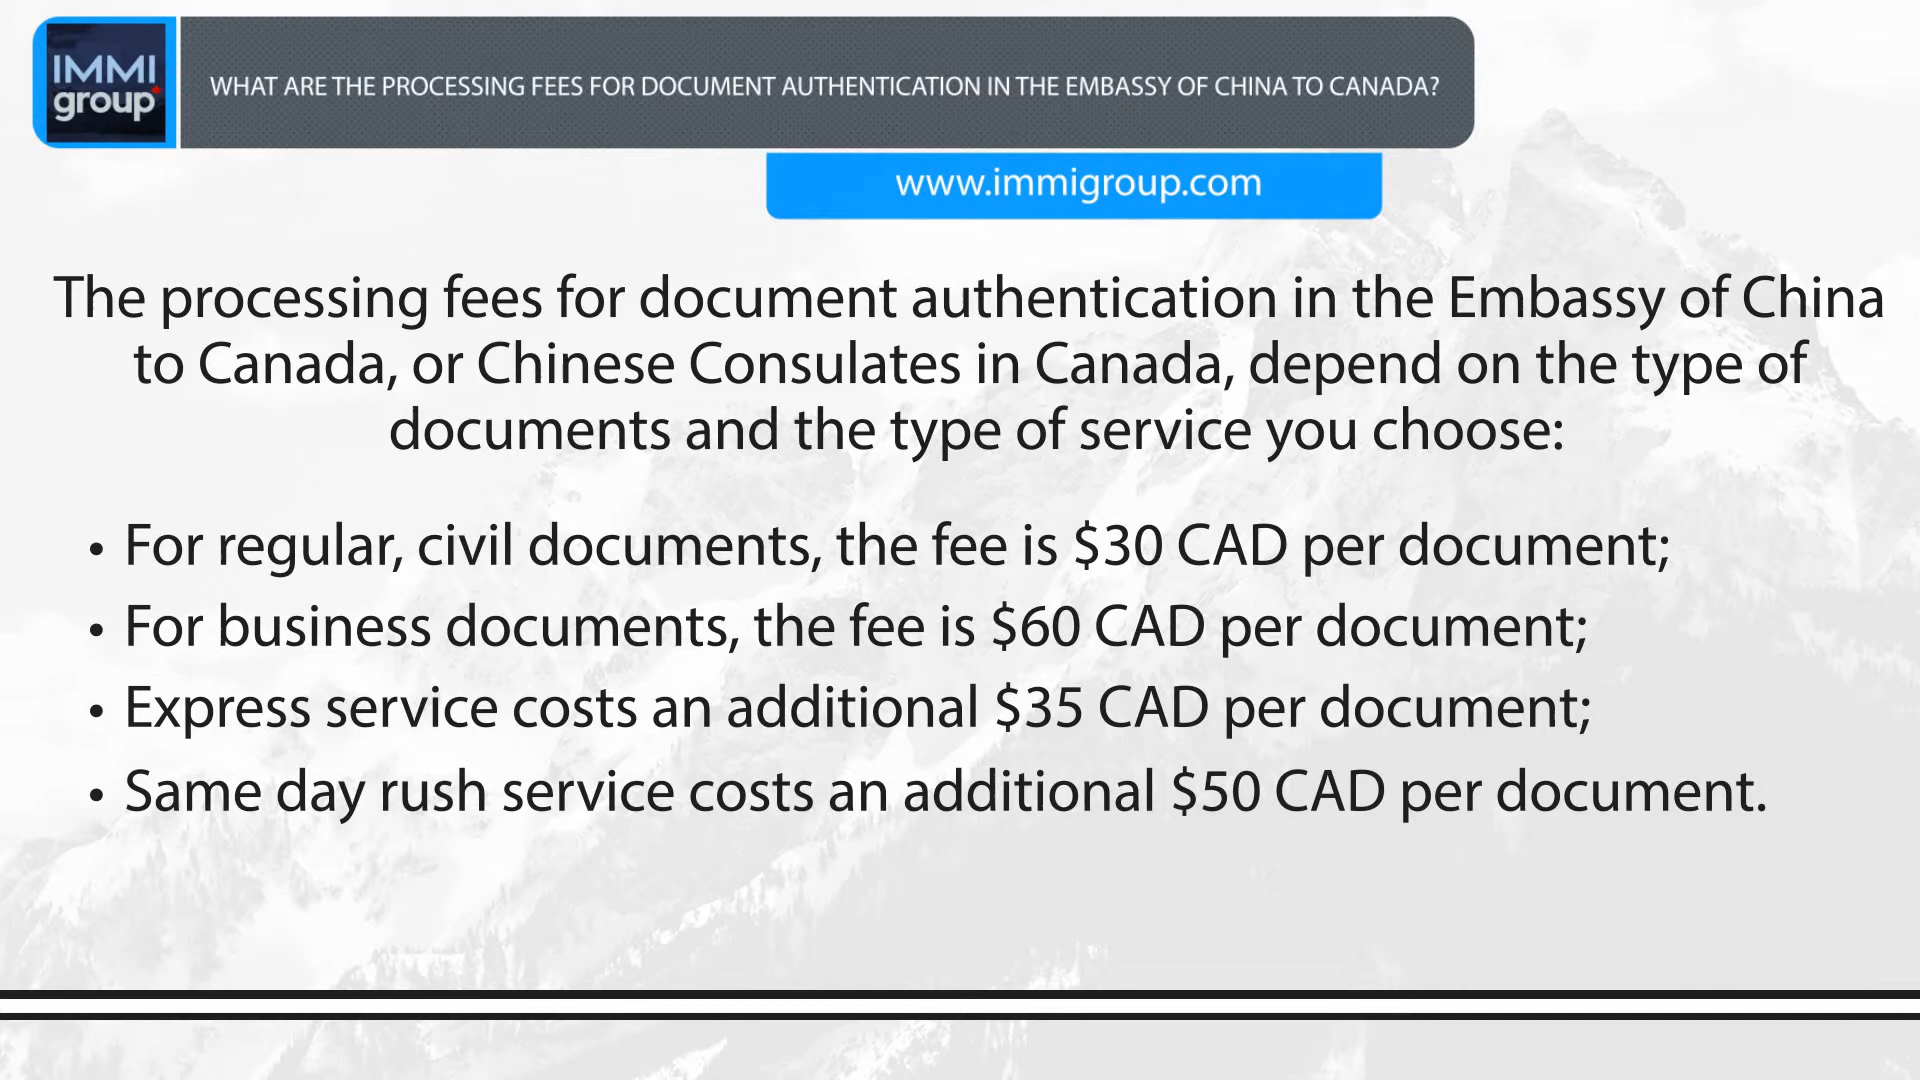 IMMI
group
WHAT ARE THE PROCESSING FEES FOR DOCUMENT AUTHENTICATION IN THE EMBASSY OF CHINA TO CANADA?
www.immigroup.com
The processing fees for document authentication in the Embassy of China
to Canada, or Chinese Consulates in Canada, depend on the type of
documents and the type of service you choose:
• For regular, civil documents, the fee is $30 CAD per document;
• For business documents, the fee is $60 CAD per document;
• Express service costs an additional $35 CAD per document;
• Same day rush service costs an additional $50 CAD per document.